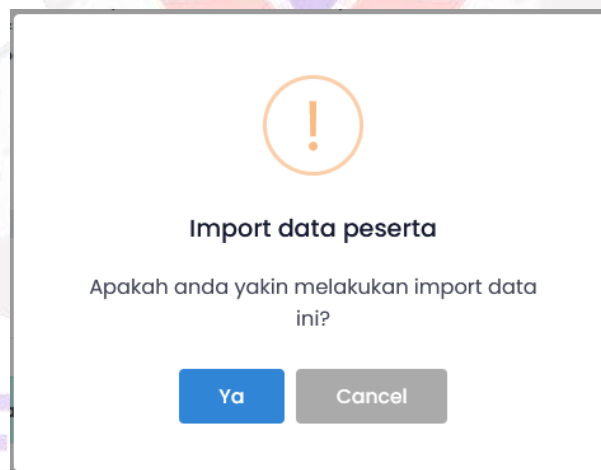 !
Import data peserta
Apakah anda yakin melakukan import data
ini?
Ya
Cancel